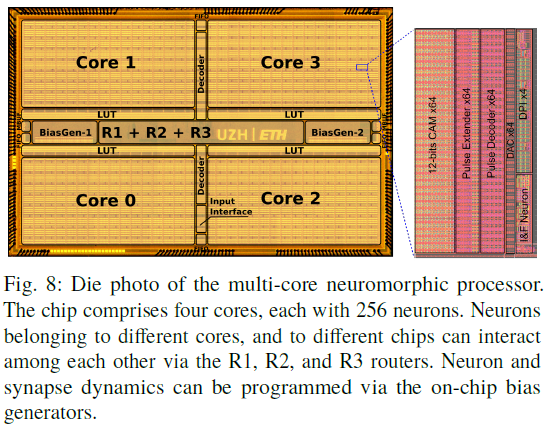 FIFO
Core 1
Decoder
Core 3
LUT
LUT
BiasGen-1
R1 + R2 + R3
UZH | ETH
BiasGen-2
LUT
LUT
Core 0
Decoder
Input
Interface
Core 2
FIFO
12-bits CAM x64
Pulse Extender x64
Pulse Decoder x64
DAC x64
DPI x4
I&F Neuron
Fig. 8: Die photo of the multi-core neuromorphic processor.
The chip comprises four cores, each with 256 neurons. Neurons
belonging to different cores, and to different chips can interact
among each other via the R1, R2, and R3 routers. Neuron and
synapse dynamics can be programmed via the on-chip bias
generators.